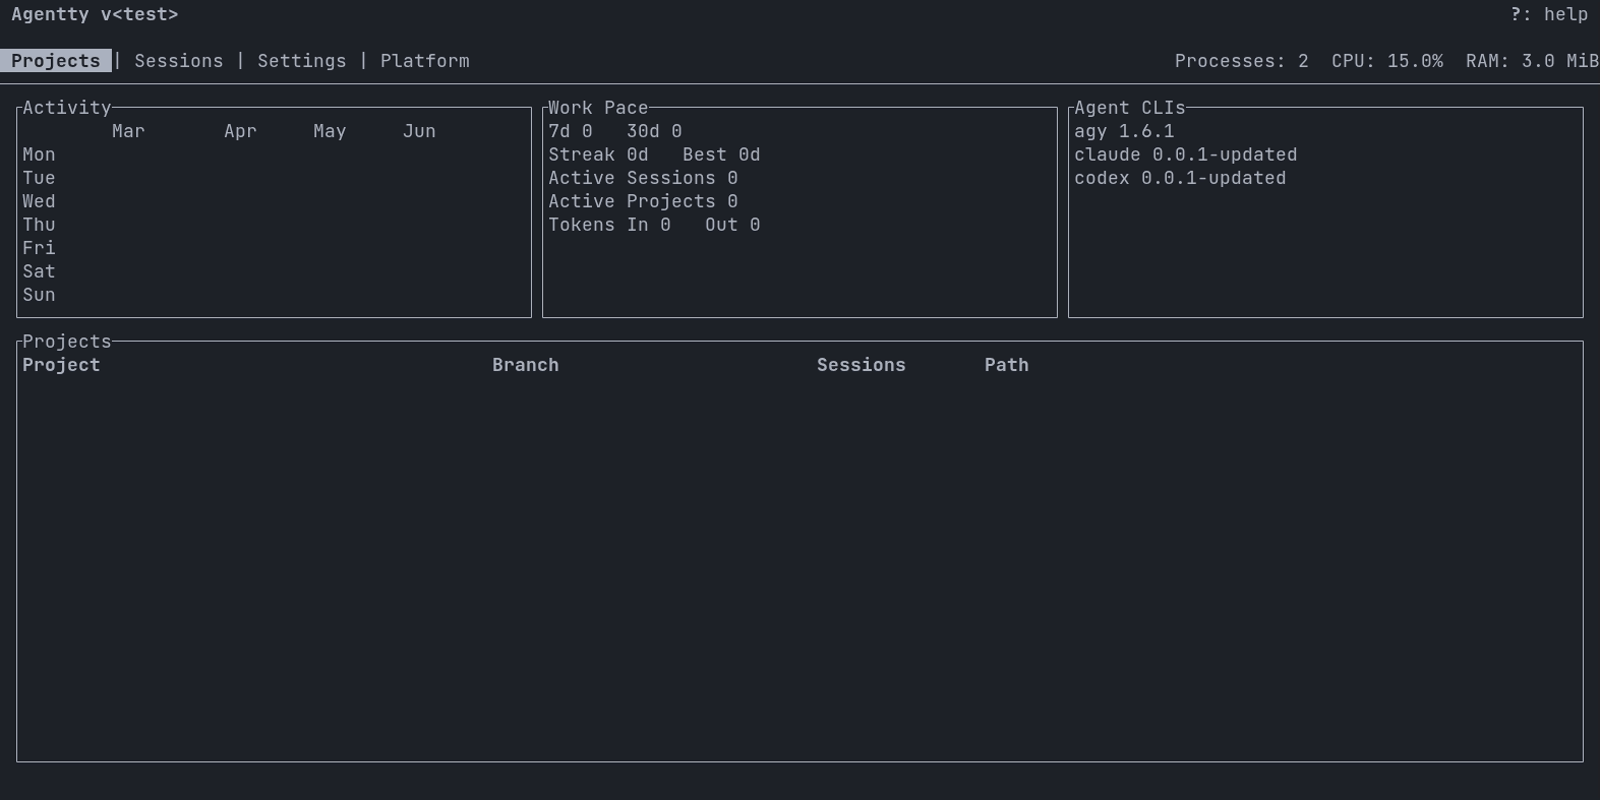 Agentty v<test> ?: help
Projects | Sessions | Settings | Platform Processes: 2 CPU: 15.0% RAM: 3.0 MiB
Activity
Mar Apr May Jun
Mon
Tue
Wed
Thu
Fri
Sat
Sun
Work Pace
7d 0 30d 0
Streak 0d Best 0d
Active Sessions 0
Active Projects 0
Tokens In 0 Out 0
Agent CLIs
agy 1.6.1
claude 0.0.1-updated
codex 0.0.1-updated
Projects
Project Branch Sessions Path